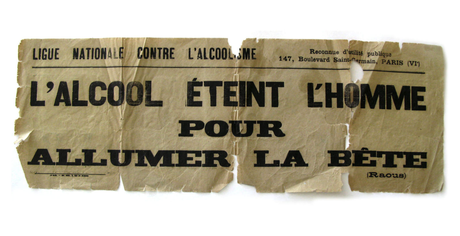 LIGUE NATIONALE CONTRE L'ALCOOLISME
Reconnue d'utilité publique
147, Boulevard Saint-Germain, PARIS (VI)
L'ALCOOL ÉTEINT L'HOMME
POUR
ALLUMER LA BÊTE
(Raous)